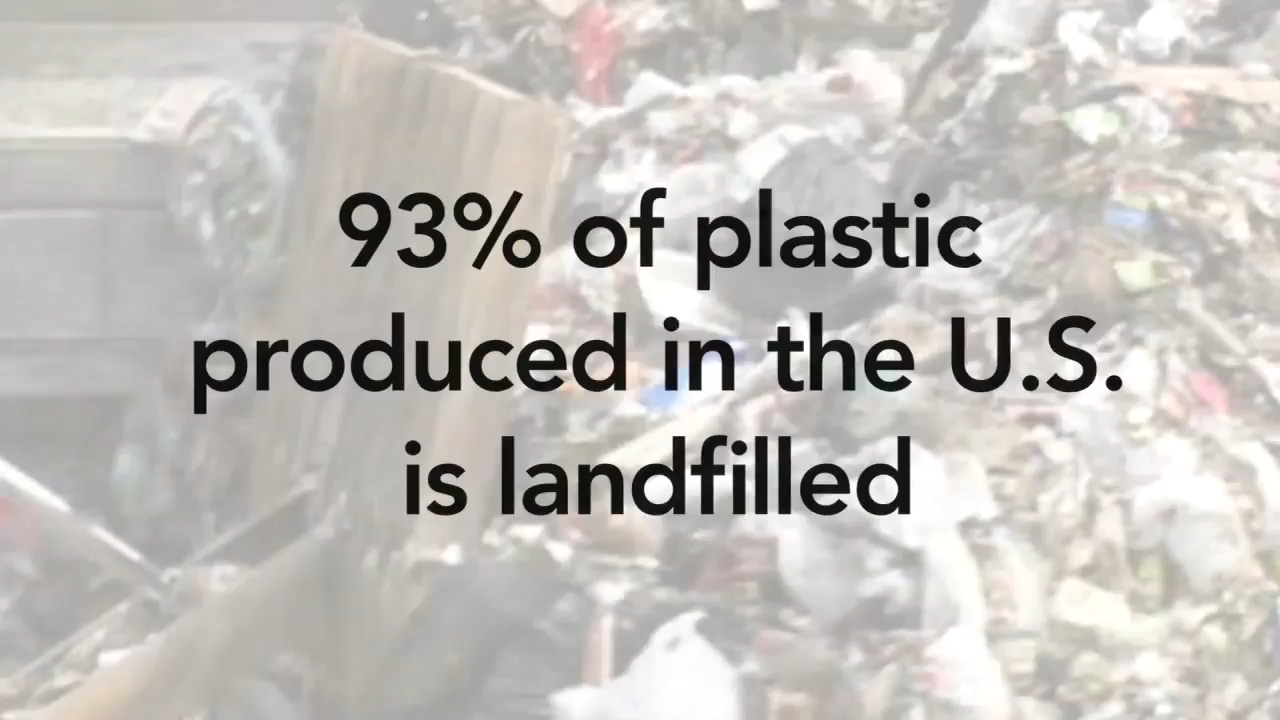 93% of plastic
produced in the U.S.
is landfilled